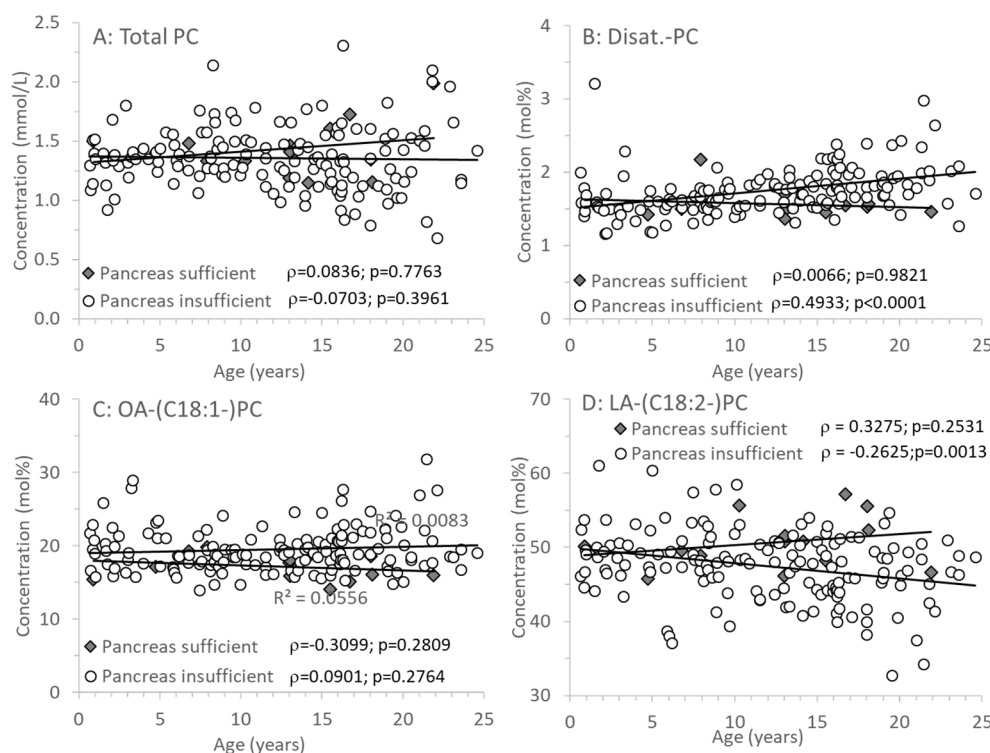 A: Total PC
Concentration (mmol/L)
2.5
2.0
1.5
1.0
0.5
0.0
Pancreas sufficient ρ=0.0836; p=0.7763
Pancreas insufficient ρ=-0.0703; p=0.3961
0 5 10 15 20 25
Age (years)
B: Disat.-PC
Concentration (mol%)
4
3
2
1
0
Pancreas sufficient ρ=0.0066; p=0.9821
Pancreas insufficient ρ=0.4933; p<0.0001
0 5 10 15 20 25
Age (years)
C: OA-(C18:1-)PC
Concentration (mol%)
40
30
20
10
0
R² = 0.0083
R² = 0.0556
Pancreas sufficient ρ=-0.3099; p=0.2809
Pancreas insufficient ρ=0.0901; p=0.2764
0 5 10 15 20 25
Age (years)
D: LA-(C18:2-)PC
Concentration (mol%)
70
60
50
40
30
Pancreas sufficient ρ = 0.3275; p=0.2531
Pancreas insufficient ρ = -0.2625;p=0.0013
0 5 10 15 20 25
Age (years)